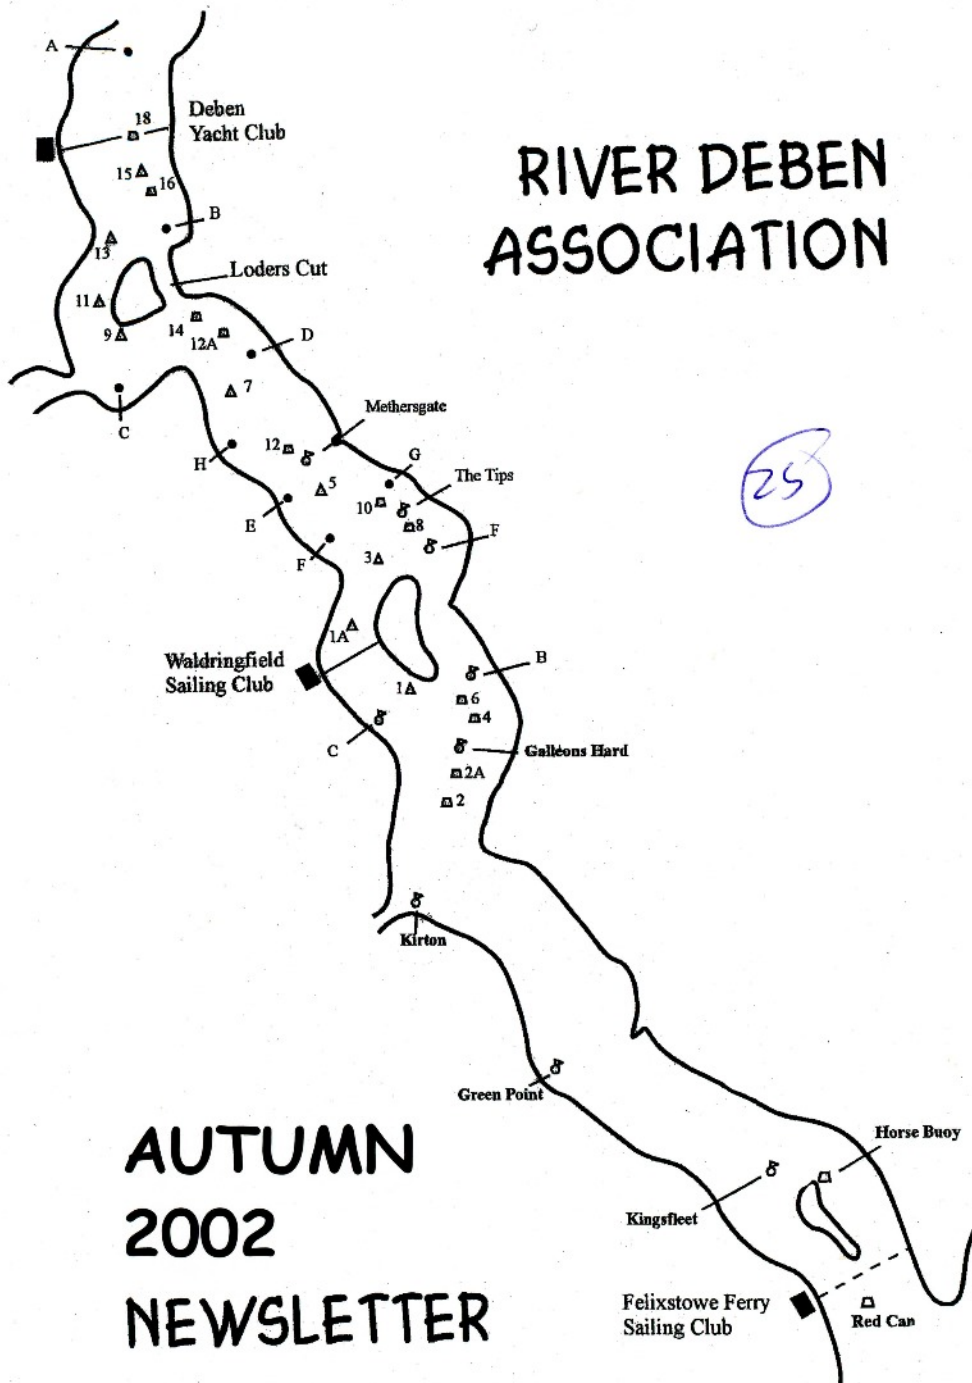 A
18
Deben
Yacht Club
15
16
B
13
Loders Cut
11
9
14
12A
D
RIVER DEBEN
ASSOCIATION
7
Methersgate
C
12
H
G
The Tips
5
10
8
E
F
F
3
25
1A
Waldringfield
Sailing Club
B
1
6
4
C
Galleons Hard
2A
2
Kirton
Green Point
Horse Buoy
Kingsfleet
AUTUMN
2002
NEWSLETTER
Felixstowe Ferry
Sailing Club
Red Can